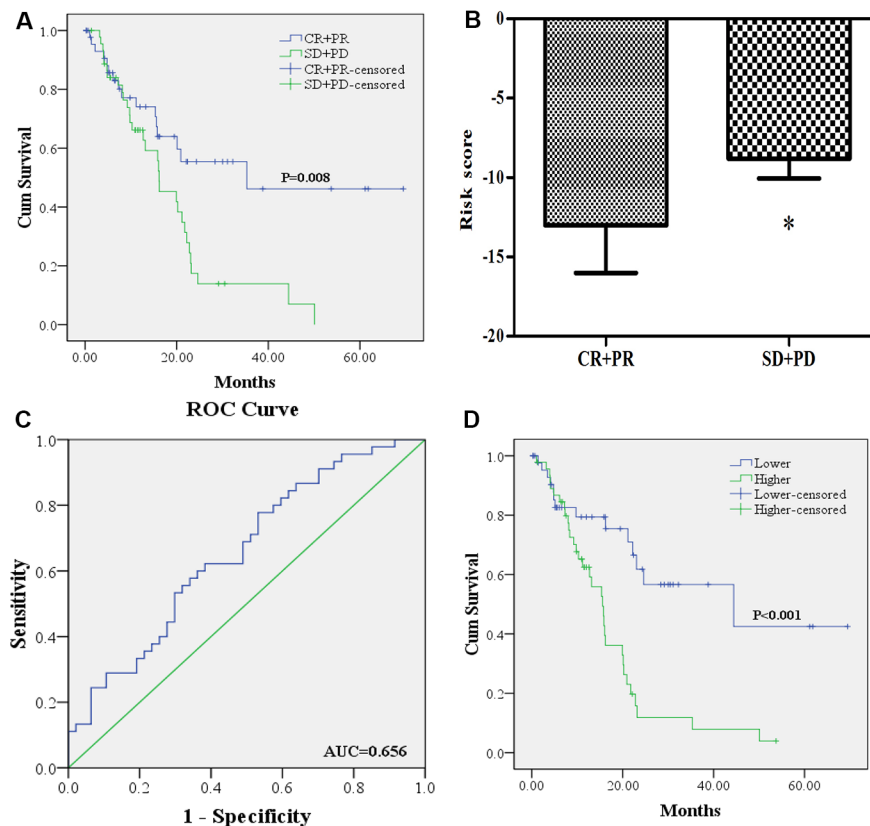 A
CR+PR
SD+PD
CR+PR-censored
SD+PD-censored
P=0.008
Cum Survival
1.0
0.8
0.6
0.4
0.2
0.0
0.00 20.00 40.00 60.00
Months
B
Risk score
0
-5
-10
-15
-20
*
CR+PR SD+PD
C
ROC Curve
Sensitivity
1.0
0.8
0.6
0.4
0.2
0.0
AUC=0.656
0.0 0.2 0.4 0.6 0.8 1.0
1 - Specificity
D
Lower
Higher
Lower-censored
Higher-censored
P<0.001
Cum Survival
1.0
0.8
0.6
0.4
0.2
0.0
0.00 20.00 40.00 60.00
Months